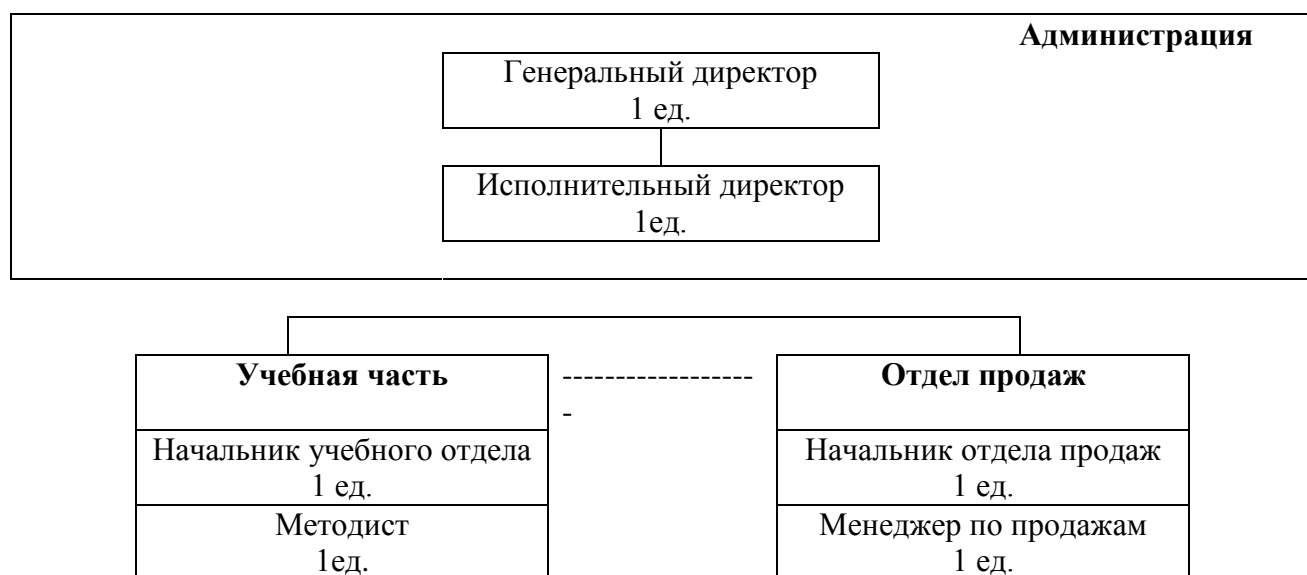 Администрация
Генеральный директор
1 ед.
Исполнительный директор
1ед.
Учебная часть
-------------------
-
Отдел продаж
Начальник учебного отдела
1 ед.
Начальник отдела продаж
1 ед.
Методист
1ед.
Менеджер по продажам
1 ед.